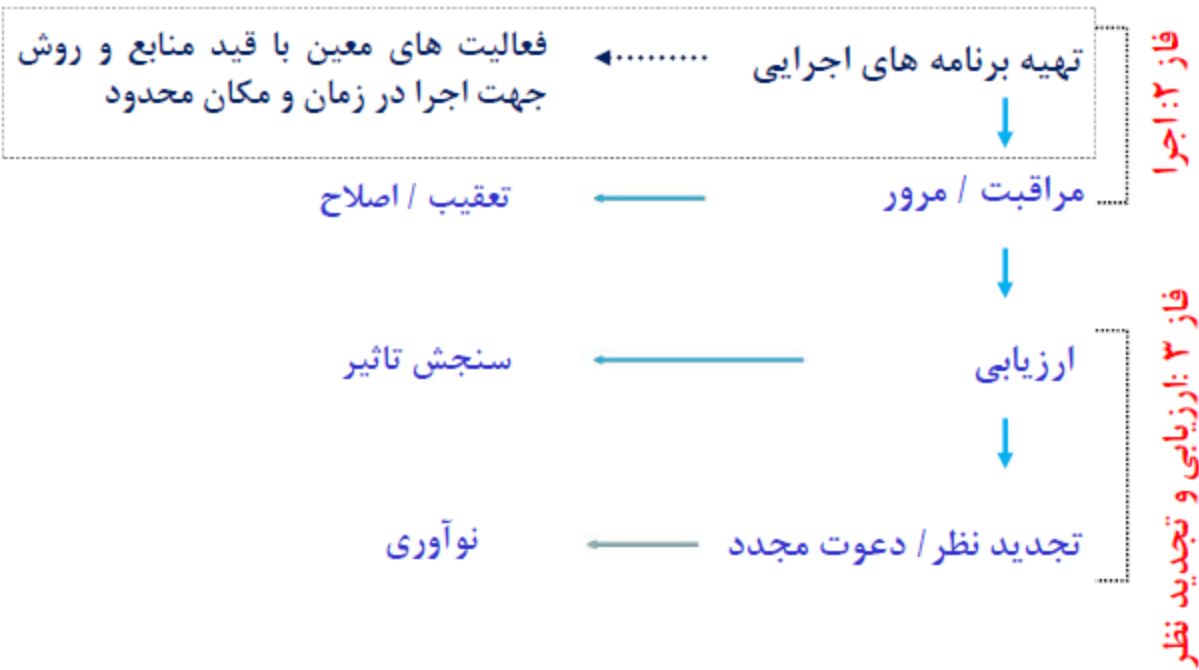 فاز ۲: اجرا
تهیه برنامه های اجرایی
فعالیت های معین با قید منابع و روش
جهت اجرا در زمان و مکان محدود
مراقبت / مرور
تعقیب / اصلاح
فاز ۳ :ارزیابی و تجدید نظر
ارزیابی
سنجش تاثیر
تجدید نظر / دعوت مجدد
نوآوری